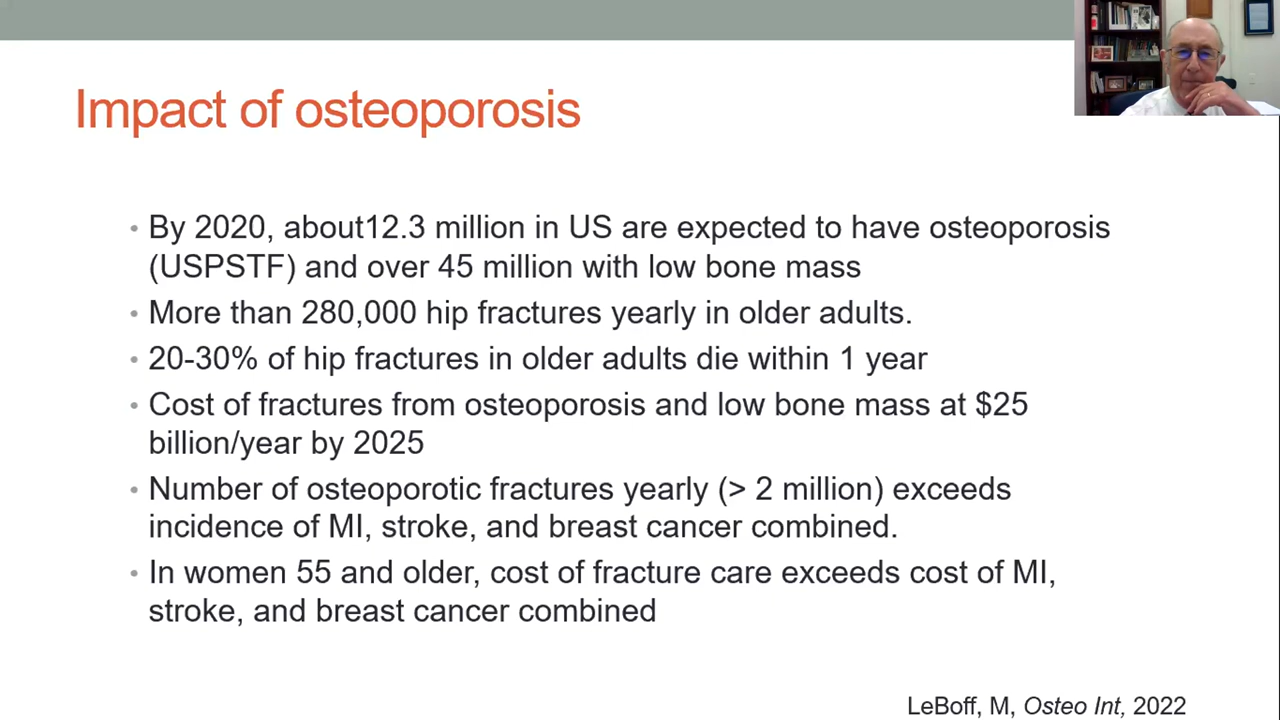 Impact of osteoporosis
• By 2020, about12.3 million in US are expected to have osteoporosis
(USPSTF) and over 45 million with low bone mass
• More than 280,000 hip fractures yearly in older adults.
• 20-30% of hip fractures in older adults die within 1 year
• Cost of fractures from osteoporosis and low bone mass at $25
billion/year by 2025
• Number of osteoporotic fractures yearly (> 2 million) exceeds
incidence of MI, stroke, and breast cancer combined.
• In women 55 and older, cost of fracture care exceeds cost of MI,
stroke, and breast cancer combined
LeBoff, M, Osteo Int, 2022